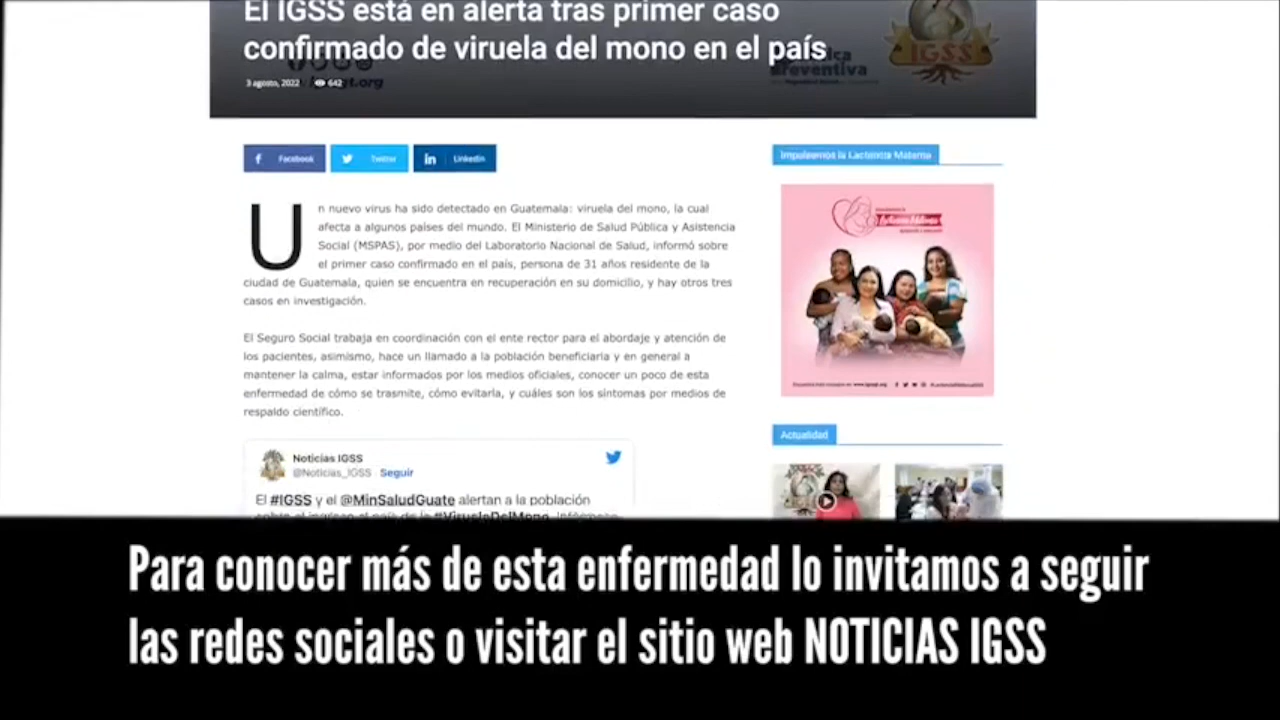 El IGSS está en alerta tras primer caso
confirmado de viruela del mono en el país
3 agosto, 2022 642
IGSS
Preventiva
Facebook
Twitter
Linkedin
Impulsemos la Lactancia Materna
Un nuevo virus ha sido detectado en Guatemala: viruela del mono, la cual
afecta a algunos países del mundo. El Ministerio de Salud Pública y Asistencia
Social (MSPAS), por medio del Laboratorio Nacional de Salud, informó sobre
el primer caso confirmado en el país, persona de 31 años residente de la
ciudad de Guatemala, quien se encuentra en recuperación en su domicilio, y hay otros tres
casos en investigación.
El Seguro Social trabaja en coordinación con el ente rector para el abordaje y atención de
los pacientes, asimismo, hace un llamado a la población beneficiaria y en general a
mantener la calma, estar informados por los medios oficiales, conocer un poco de esta
enfermedad de cómo se trasmite, cómo evitarla, y cuáles son los síntomas por medios de
respaldo científico.
Actualidad
Noticias IGSS
@Noticias_IGSS Seguir
El #IGSS y el @MinSaludGuate alertan a la población
Para conocer más de esta enfermedad lo invitamos a seguir
las redes sociales o visitar el sitio web NOTICIAS IGSS